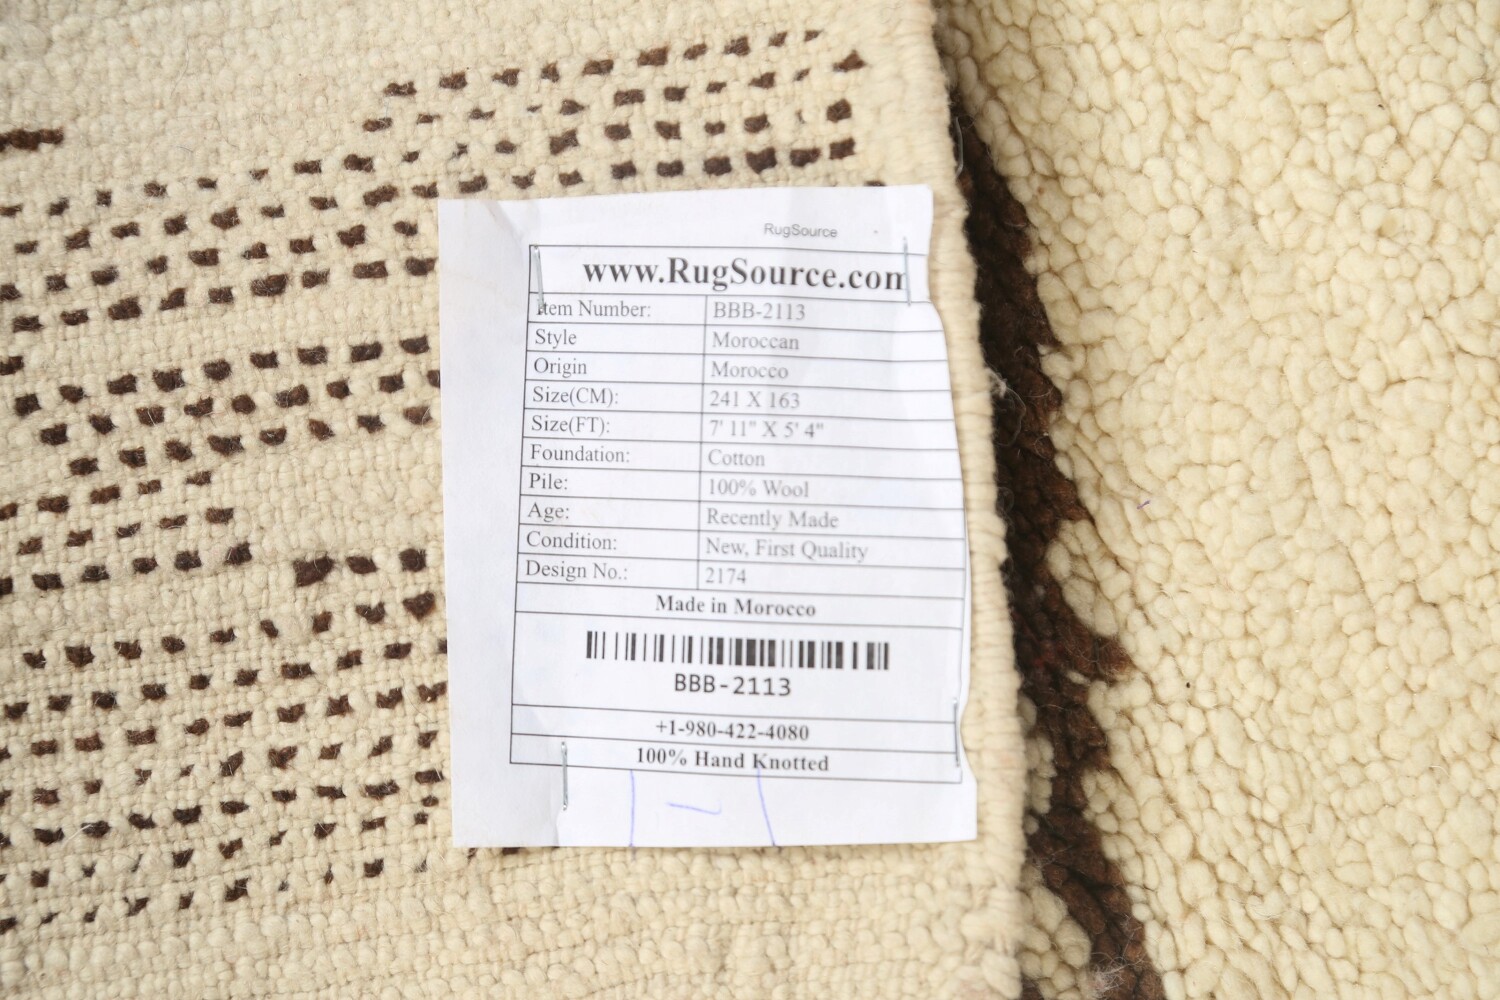 RugSource
www.RugSource.com
Item Number: BBB-2113
Style Moroccan
Origin Morocco
Size(CM): 241 X 163
Size(FT): 7' 11" X 5' 4"
Foundation: Cotton
Pile: 100% Wool
Age: Recently Made
Condition: New, First Quality
Design No.: 2174
Made in Morocco
BBB-2113
+1-980-422-4080
100% Hand Knotted